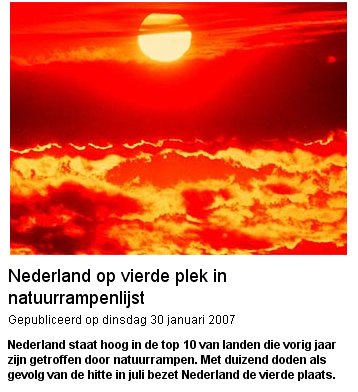 Nederland op vierde plek in
natuurrampenlijst
Gepubliceerd op dinsdag 30 januari 2007
Nederland staat hoog in de top 10 van landen die vorig jaar
zijn getroffen door natuurrampen. Met duizend doden als
gevolg van de hitte in juli bezet Nederland de vierde plaats.